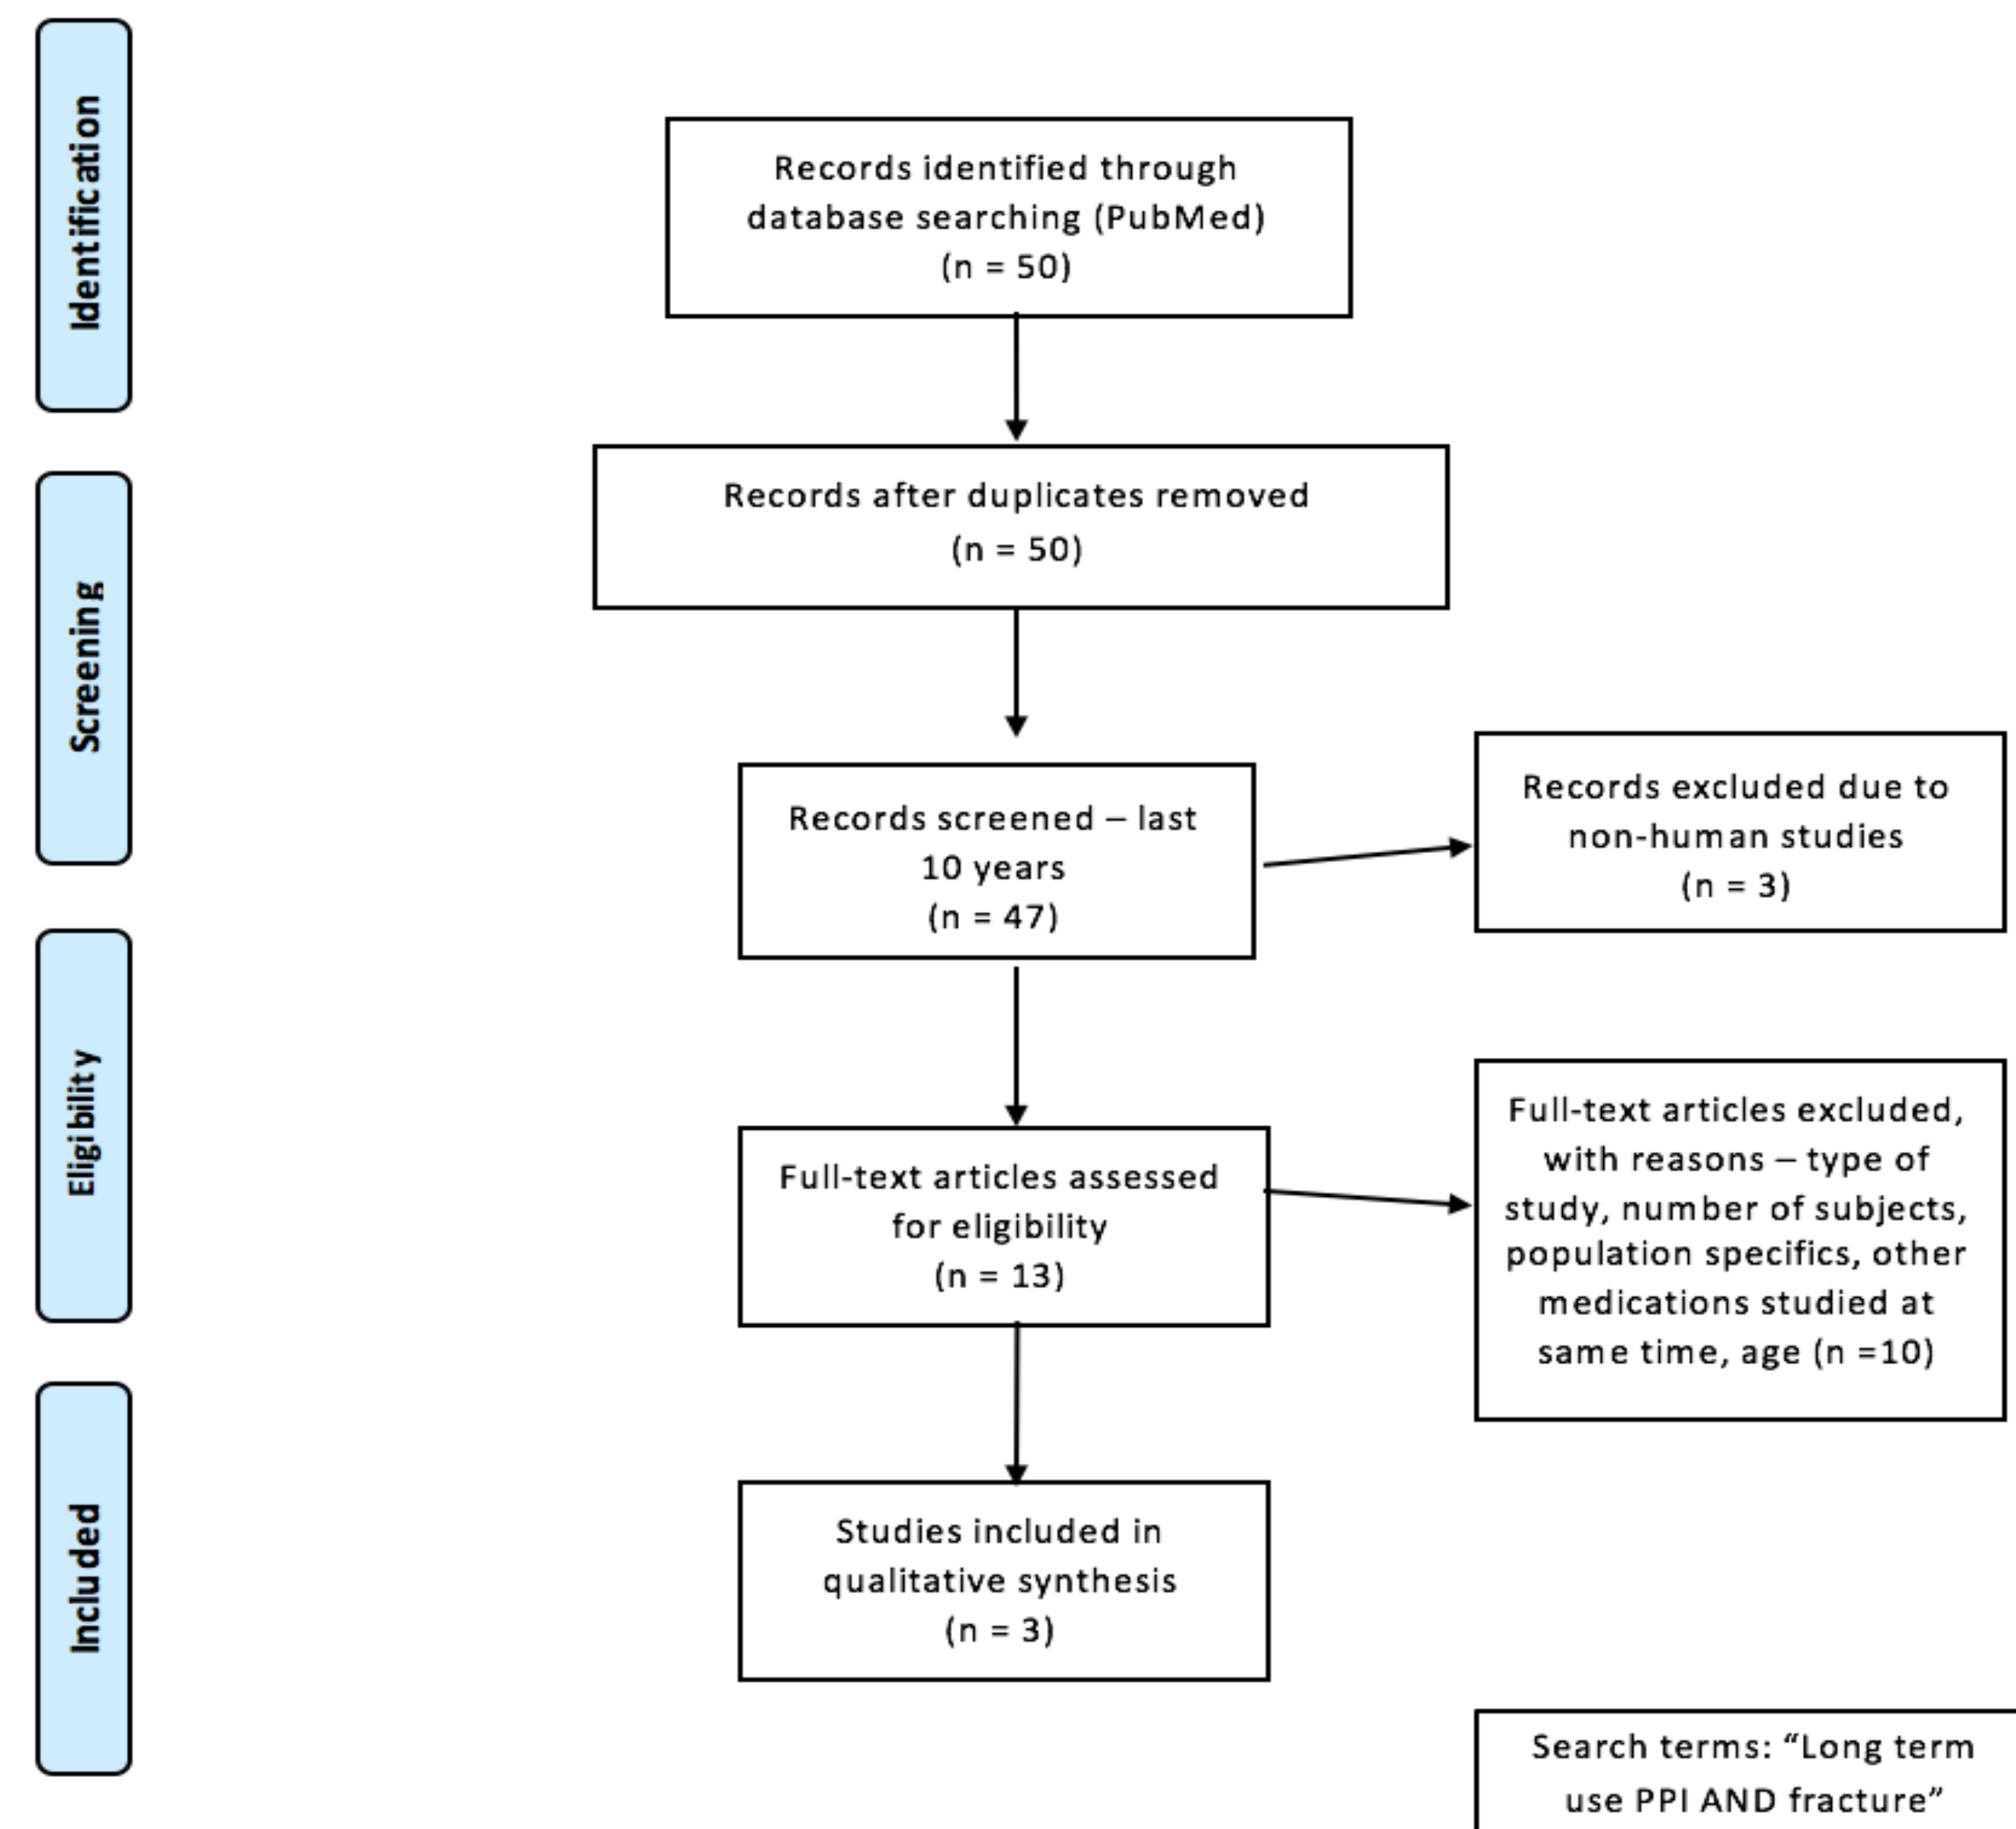 Identification
Records identified through
database searching (PubMed)
(n = 50)
Screening
Records after duplicates removed
(n = 50)
Records screened – last
10 years
(n = 47)
Records excluded due to
non-human studies
(n = 3)
Eligibility
Full-text articles assessed
for eligibility
(n = 13)
Full-text articles excluded,
with reasons – type of
study, number of subjects,
population specifics, other
medications studied at
same time, age (n =10)
Included
Studies included in
qualitative synthesis
(n = 3)
Search terms: “Long term
use PPI AND fracture”